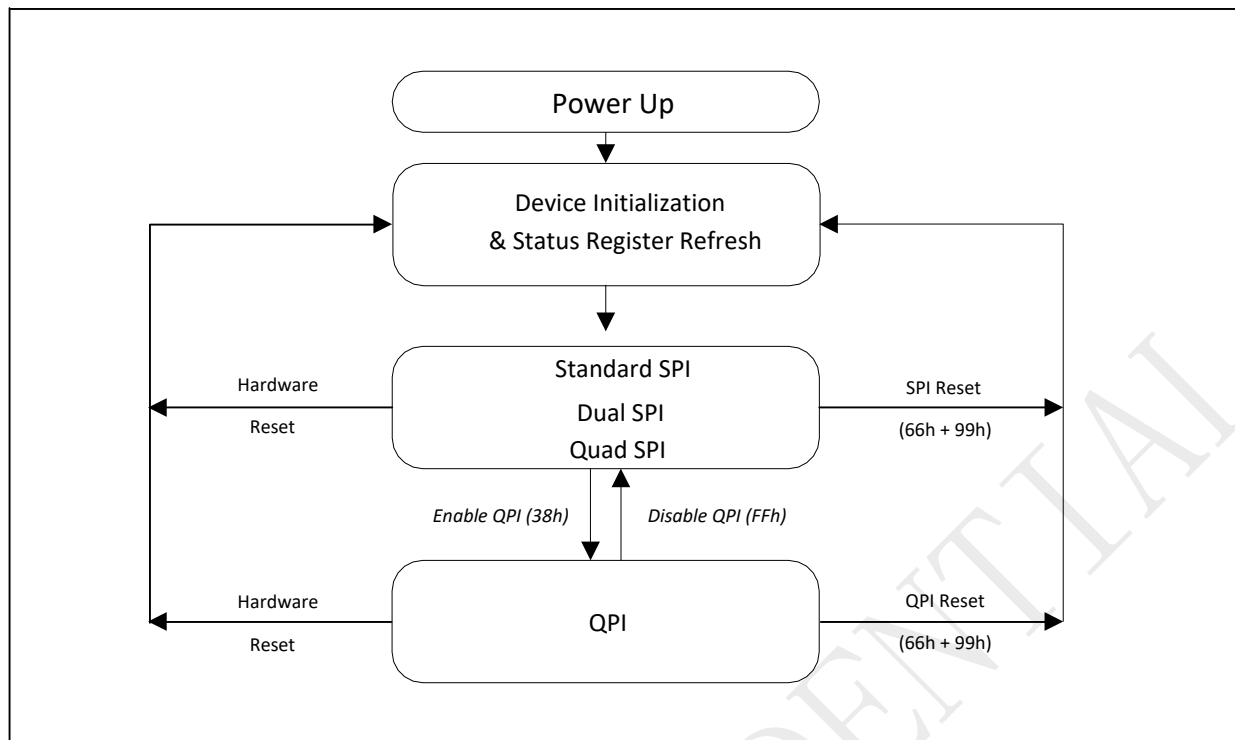 Power Up
Device Initialization
& Status Register Refresh
Standard SPI
Dual SPI
Quad SPI
Hardware
Reset
SPI Reset
(66h + 99h)
Enable QPI (38h)
Disable QPI (FFh)
QPI
Hardware
Reset
QPI Reset
(66h + 99h)
DENTIAI